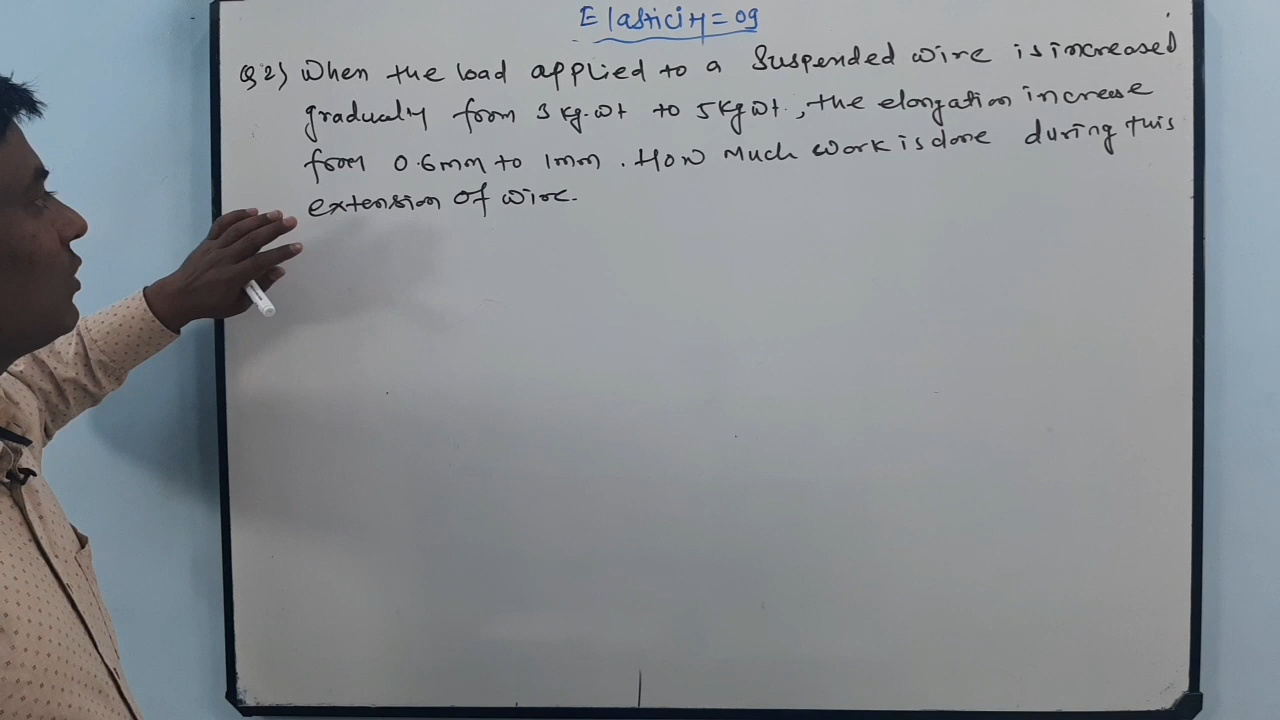 Elasticity=09
Q 2) When the load applied to a Suspended wire is increased
gradually from 3 kg.wt to 5 kg wt., the elongation increase
from 0.6mm to 1mm. How Much work is done during this
extension of wire.